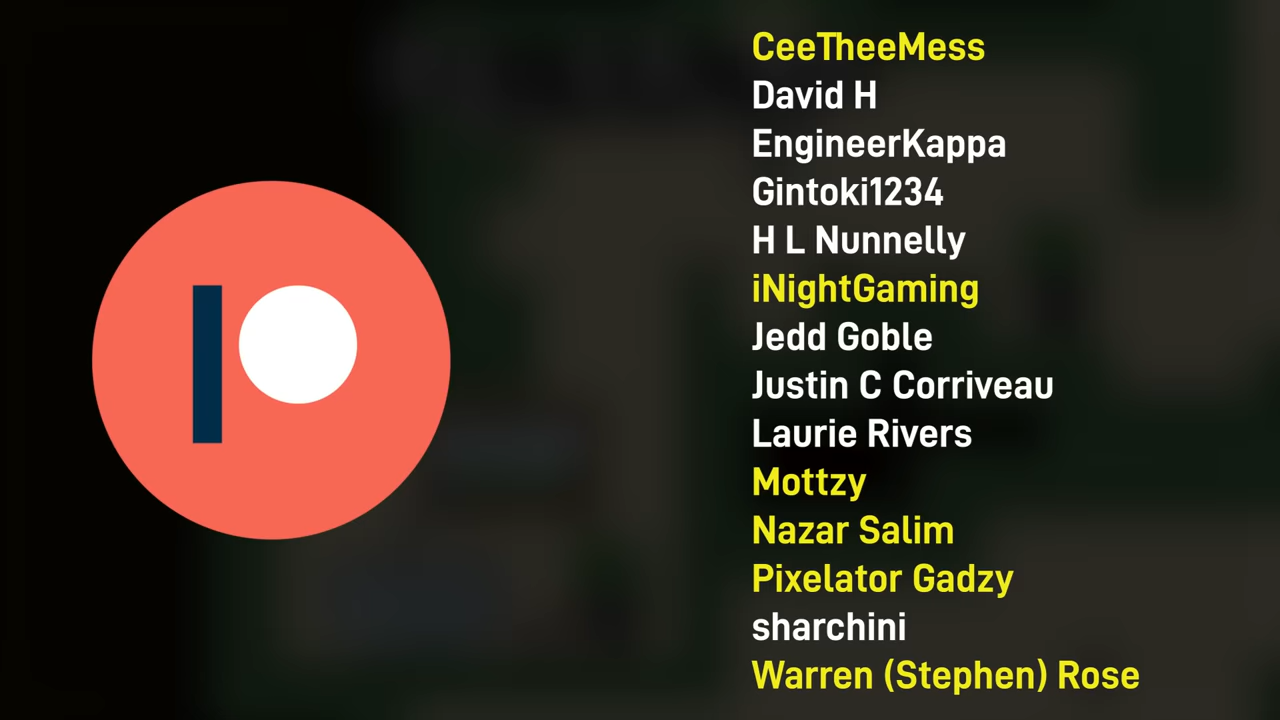 CeeTheeMess
David H
EngineerKappa
Gintoki1234
H L Nunnelly
iNightGaming
Jedd Goble
Justin C Corriveau
Laurie Rivers
Mottzy
Nazar Salim
Pixelator Gadzy
sharchini
Warren (Stephen) Rose